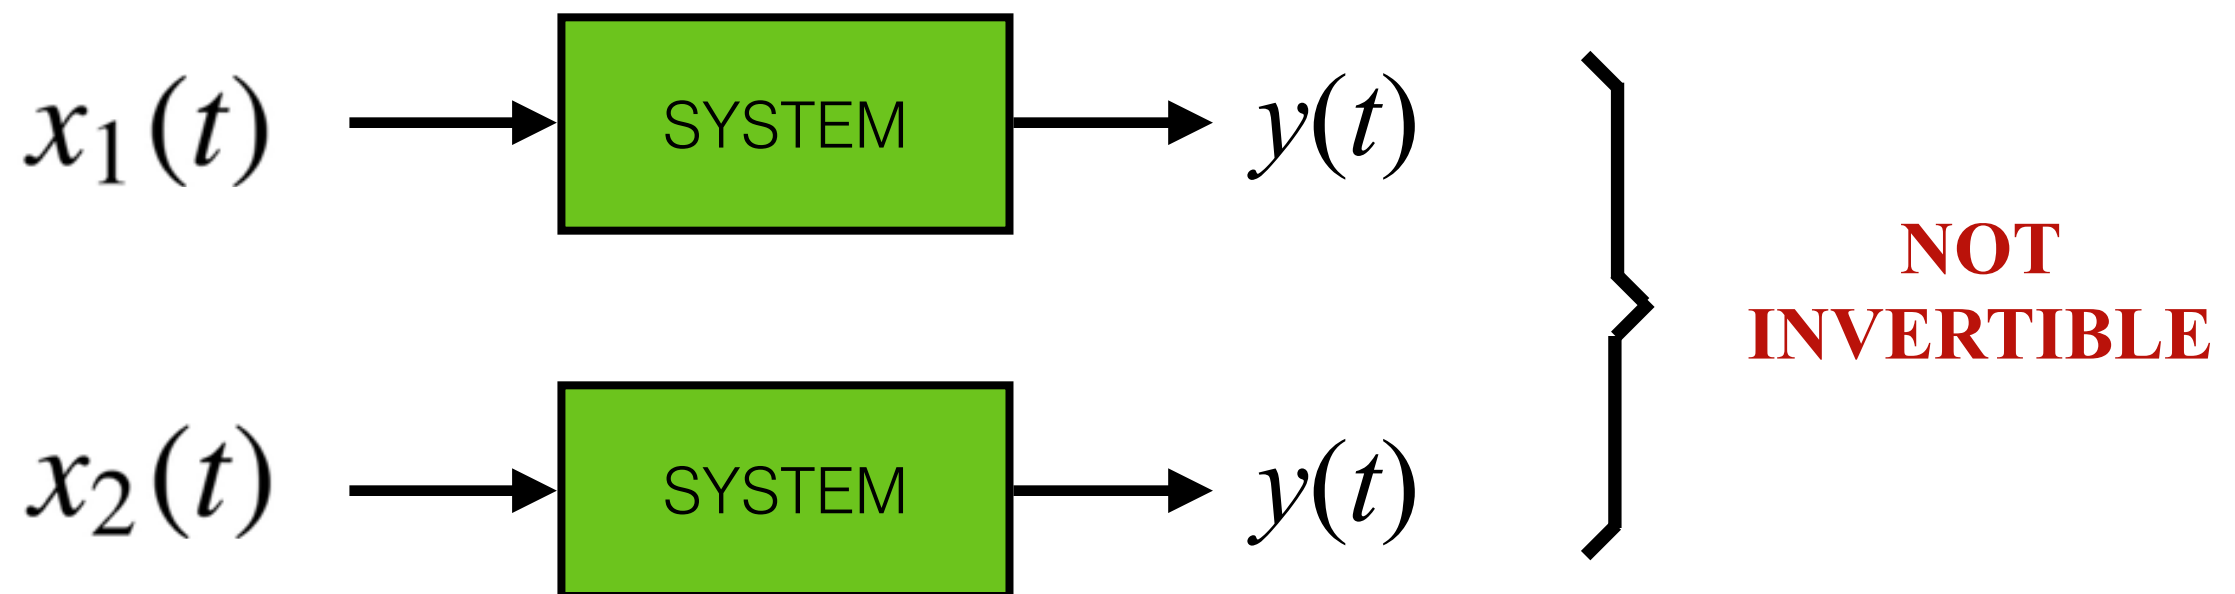 x₁(t) SYSTEM y(t)
NOT
INVERTIBLE
x₂(t) SYSTEM y(t)